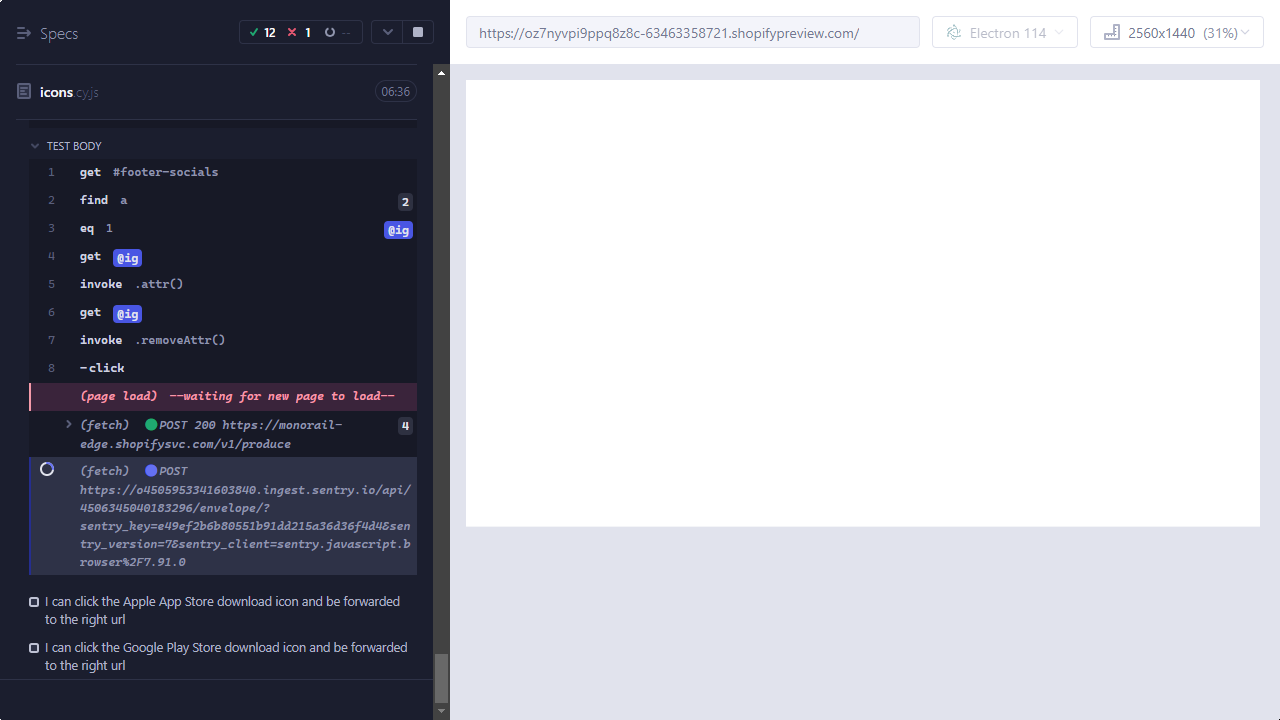 Specs
12 1 --
https://oz7nyvpi9ppq8z8c-63463358721.shopifypreview.com/
Electron 114
2560x1440 (31%)
icons.cy.js
06:36
TEST BODY
1 get #footer-socials
2 find a 2
3 eq 1 @ig
4 get @ig
5 invoke .attr()
6 get @ig
7 invoke .removeAttr()
8 -click
(page load) --waiting for new page to load--
(fetch) POST 200 https://monorail-
edge.shopifysvc.com/v1/produce
4
(fetch) POST
https://o4505953341603840.ingest.sentry.io/api/
4506345040183296/envelope/?
sentry_key=e49ef2b6b80551b91dd215a36d36f4d4&sen
try_version=7&sentry_client=sentry.javascript.b
rowser%2F7.91.0
I can click the Apple App Store download icon and be forwarded
to the right url
I can click the Google Play Store download icon and be forwarded
to the right url